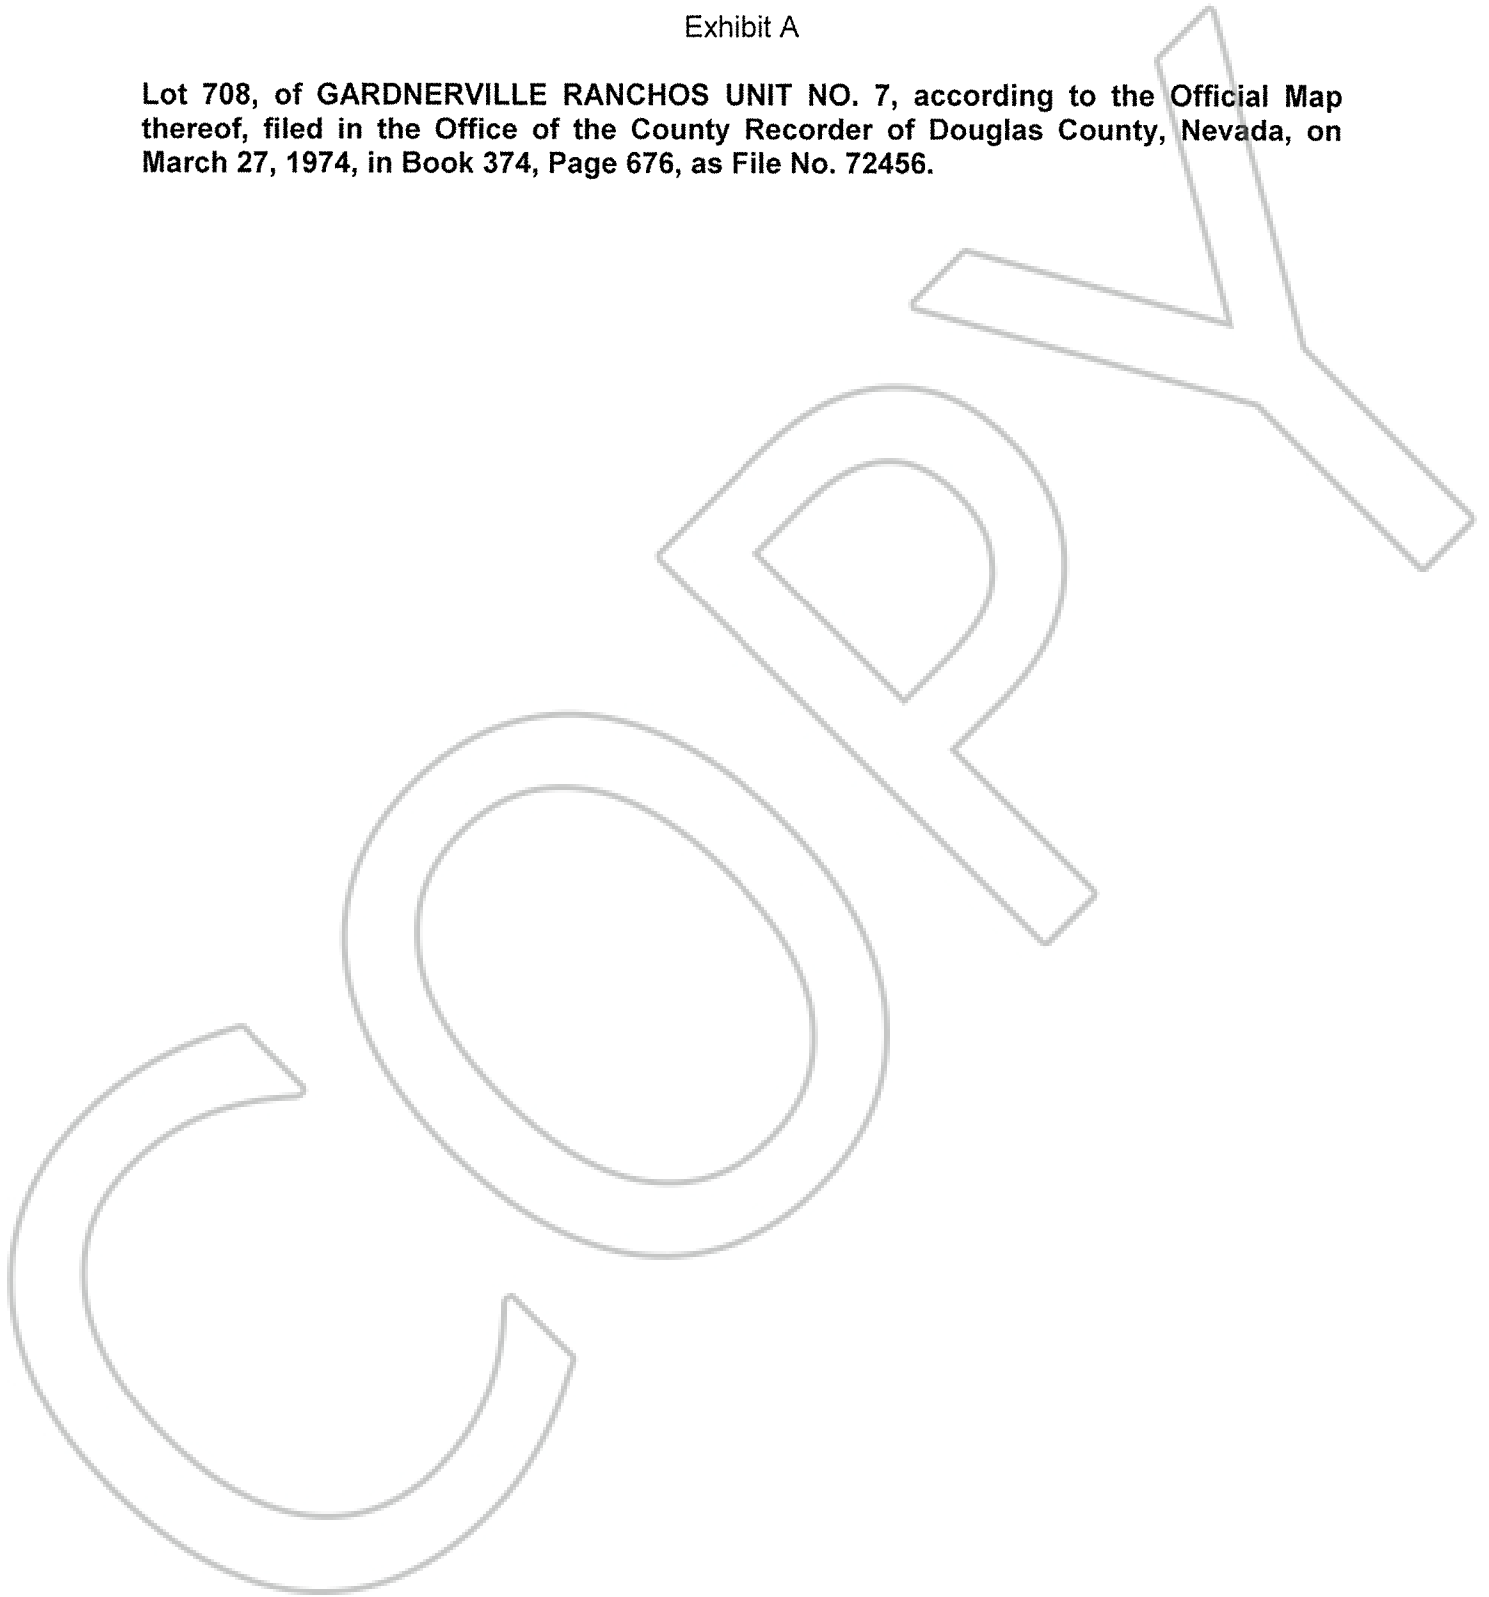 Exhibit A
Lot 708, of GARDNERVILLE RANCHOS UNIT NO. 7, according to the Official Map
thereof, filed in the Office of the County Recorder of Douglas County, Nevada, on
March 27, 1974, in Book 374, Page 676, as File No. 72456.
COPY